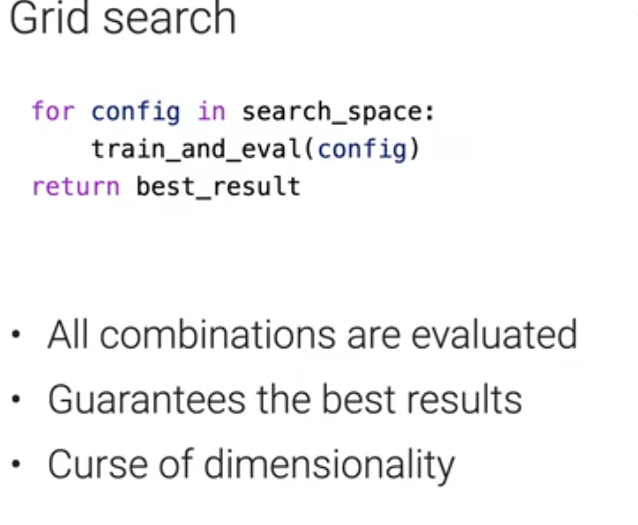 Grid search
for config in search_space:
    train_and_eval(config)
return best_result
• All combinations are evaluated
• Guarantees the best results
• Curse of dimensionality